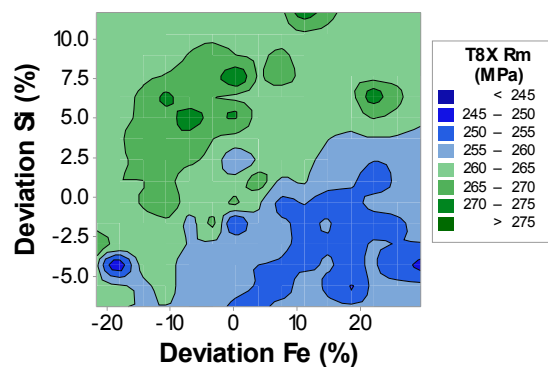 10.0
7.5
5.0
2.5
0.0
-2.5
-5.0
Deviation Si (%)
-20 -10 0 10 20
Deviation Fe (%)
T8X Rm
(MPa)
< 245
245 – 250
250 – 255
255 – 260
260 – 265
265 – 270
270 – 275
> 275